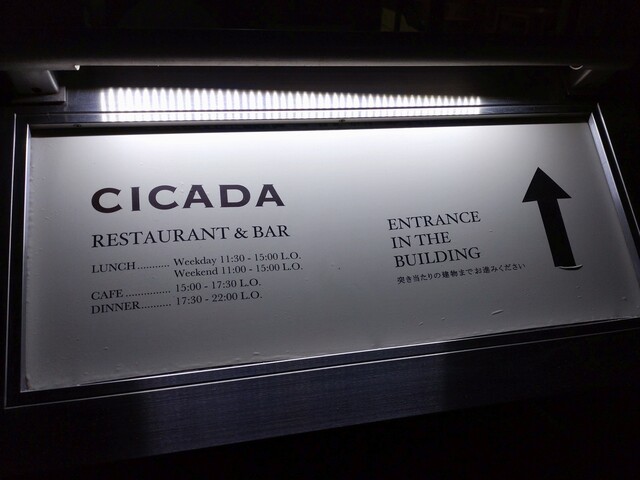 CICADA
RESTAURANT & BAR
LUNCH........... Weekday 11:30 - 15:00 L.O.
Weekend 11:00 - 15:00 L.O.
CAFE............... 15:00 - 17:30 L.O.
DINNER.......... 17:30 - 22:00 L.O.
ENTRANCE
IN THE
BUILDING
突き当たりの建物までお進みください